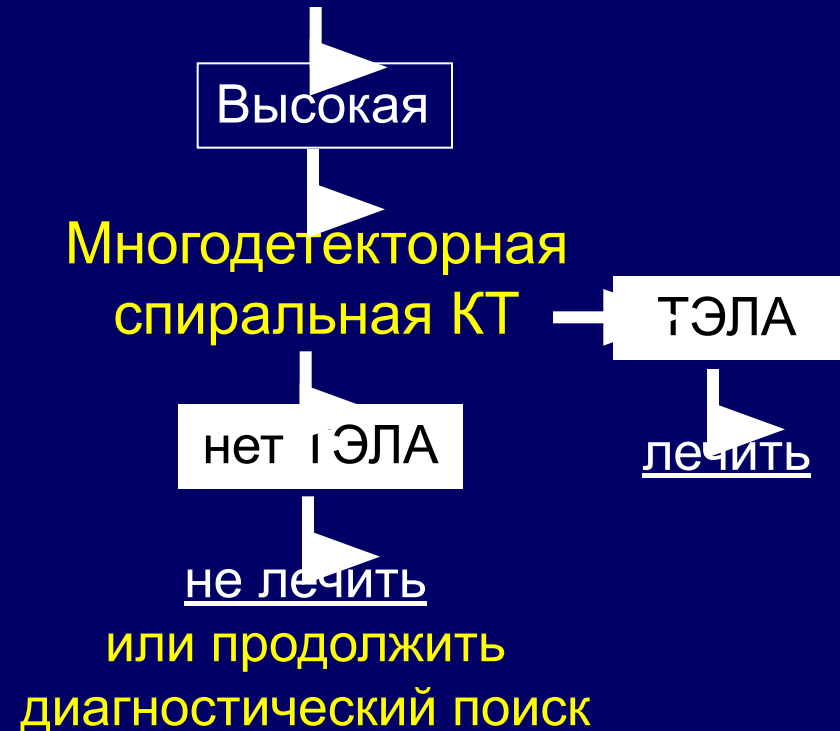 Высокая
Многодетекторная
спиральная КТ
ТЭЛА
нет ТЭЛА
лечить
не лечить
или продолжить
диагностический поиск